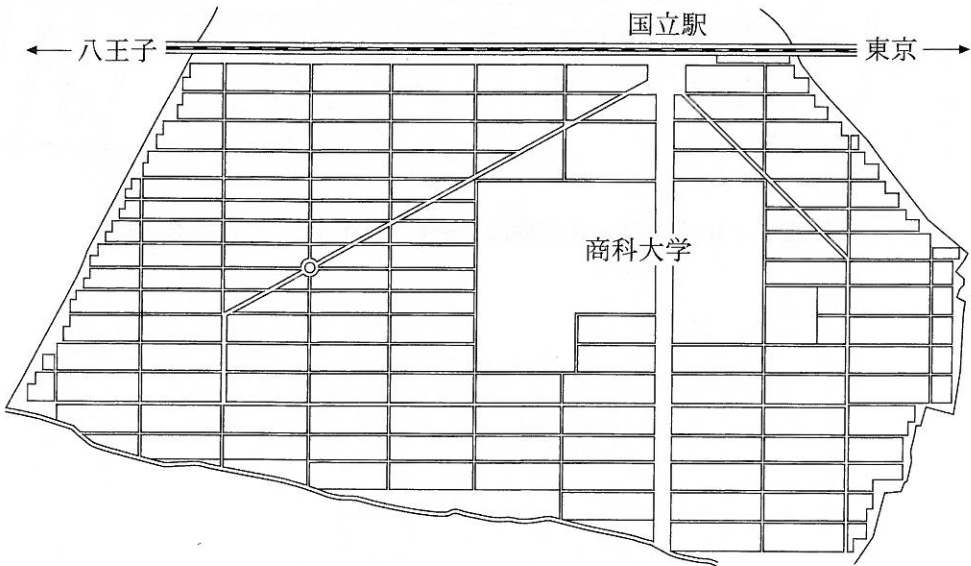 国立駅
← 八王子
東京 →
商科大学